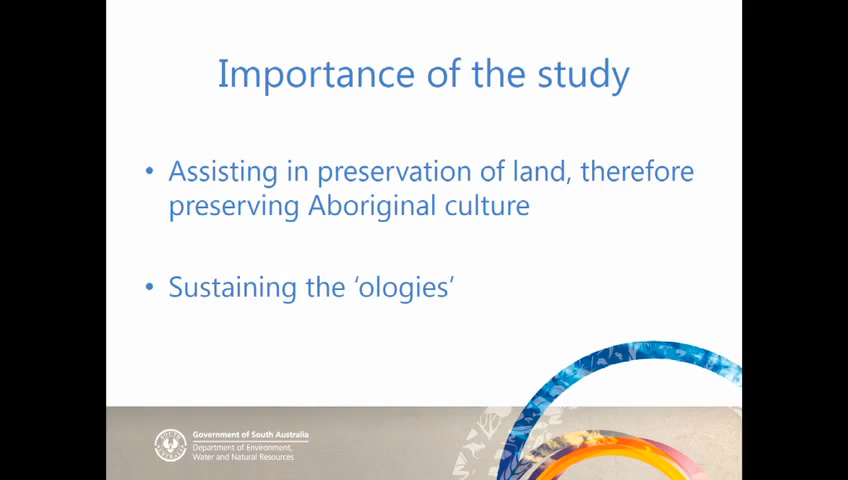 Importance of the study
• Assisting in preservation of land, therefore
preserving Aboriginal culture
• Sustaining the ‘ologies’
Government of South Australia
Department of Environment,
Water and Natural Resources